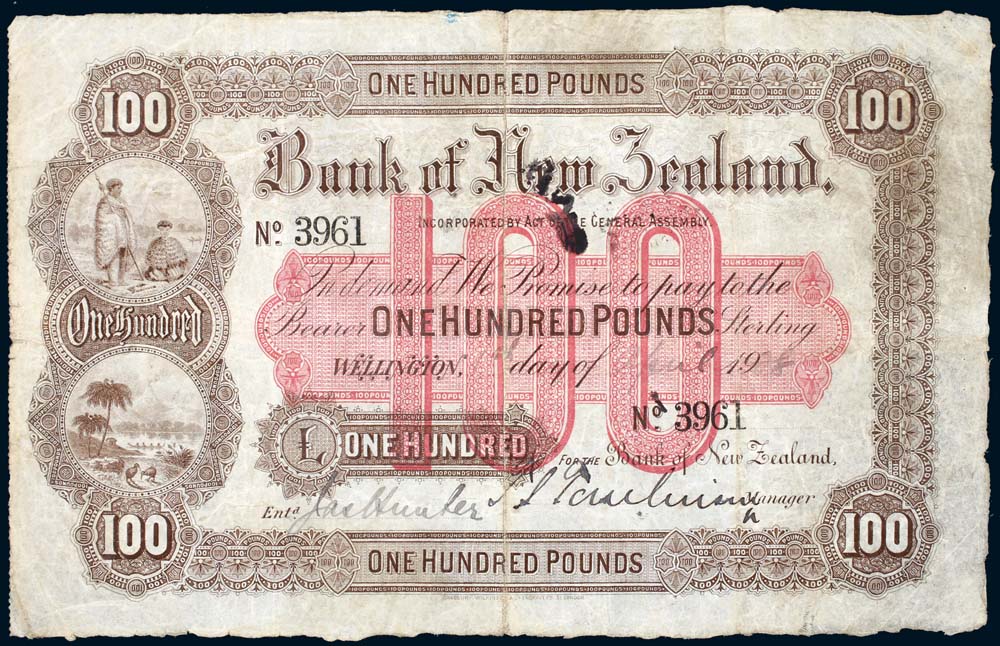 100 ONE HUNDRED POUNDS 100
Bank of New Zealand.
INCORPORATED BY ACT OF THE GENERAL ASSEMBLY
No. 3961
100
On demand We Promise to pay to the
Bearer ONE HUNDRED POUNDS Sterling
One Hundred
WELLINGTON, day of April 19
No. 3961
£ ONE HUNDRED
FOR THE Bank of New Zealand,
Entd Jas Hunter Manager
100 ONE HUNDRED POUNDS 100